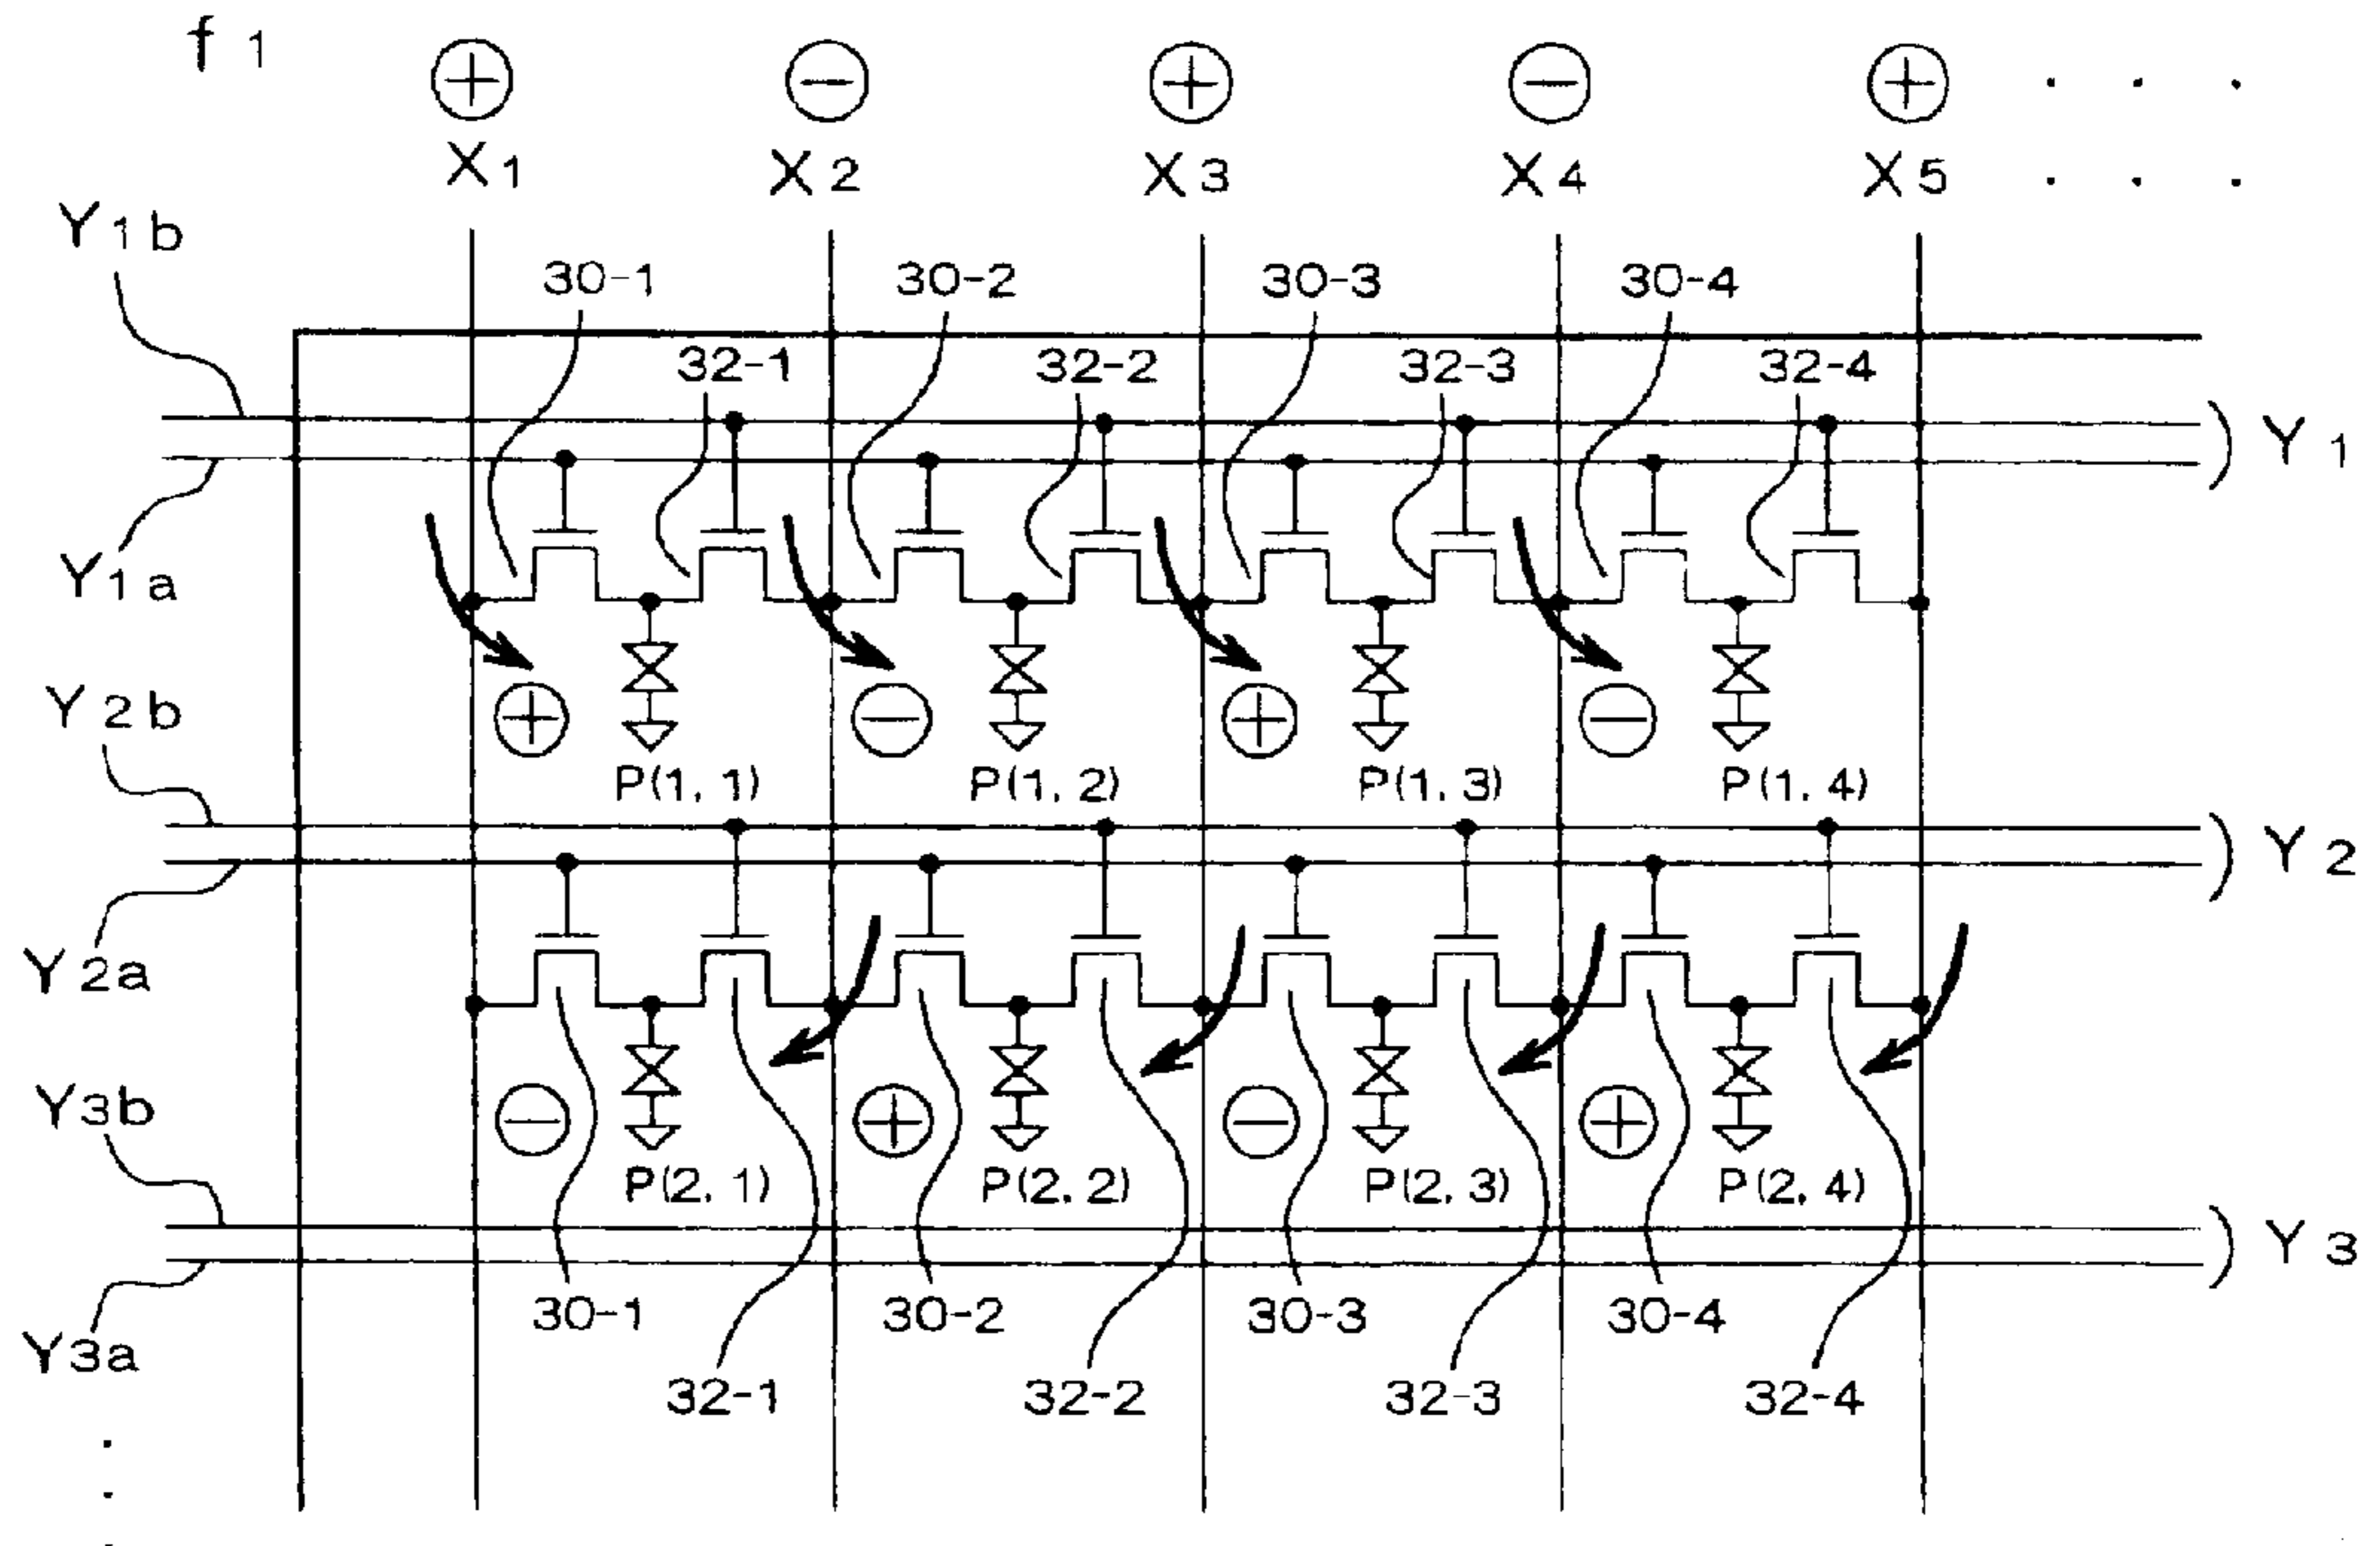 f1
⊕ ⊖ ⊕ ⊖ ⊕ . . .
X1 X2 X3 X4 X5 . . .
Y1b
30-1 30-2 30-3 30-4
32-1 32-2 32-3 32-4
Y1
Y1a
⊕ ⊖ ⊕ ⊖
Y2b
P(1, 1) P(1, 2) P(1, 3) P(1, 4)
Y2
Y2a
⊖ ⊕ ⊖ ⊕
Y3b
P(2, 1) P(2, 2) P(2, 3) P(2, 4)
Y3
30-1 30-2 30-3 30-4
Y3a
32-1 32-2 32-3 32-4